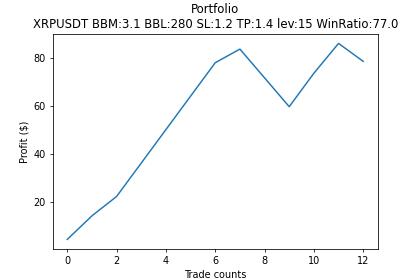 Portfolio
XRPUSDT BBM:3.1 BBL:280 SL:1.2 TP:1.4 lev:15 WinRatio:77.0
Profit ($)
80
60
40
20
0 2 4 6 8 10 12
Trade counts